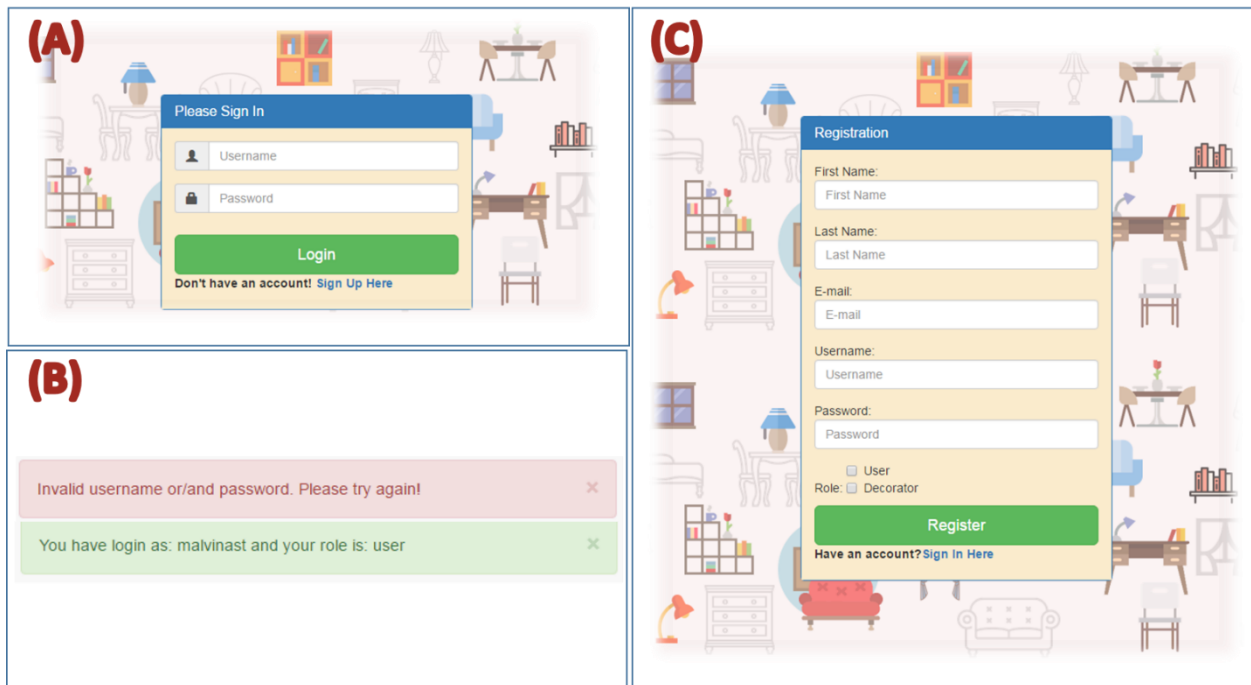 (A)
Please Sign In
Username
Password
Login
Don't have an account! Sign Up Here
(B)
Invalid username or/and password. Please try again! ×
You have login as: malvinast and your role is: user ×
(C)
Registration
First Name:
First Name
Last Name:
Last Name
E-mail:
E-mail
Username:
Username
Password:
Password
User
Role: Decorator
Register
Have an account? Sign In Here